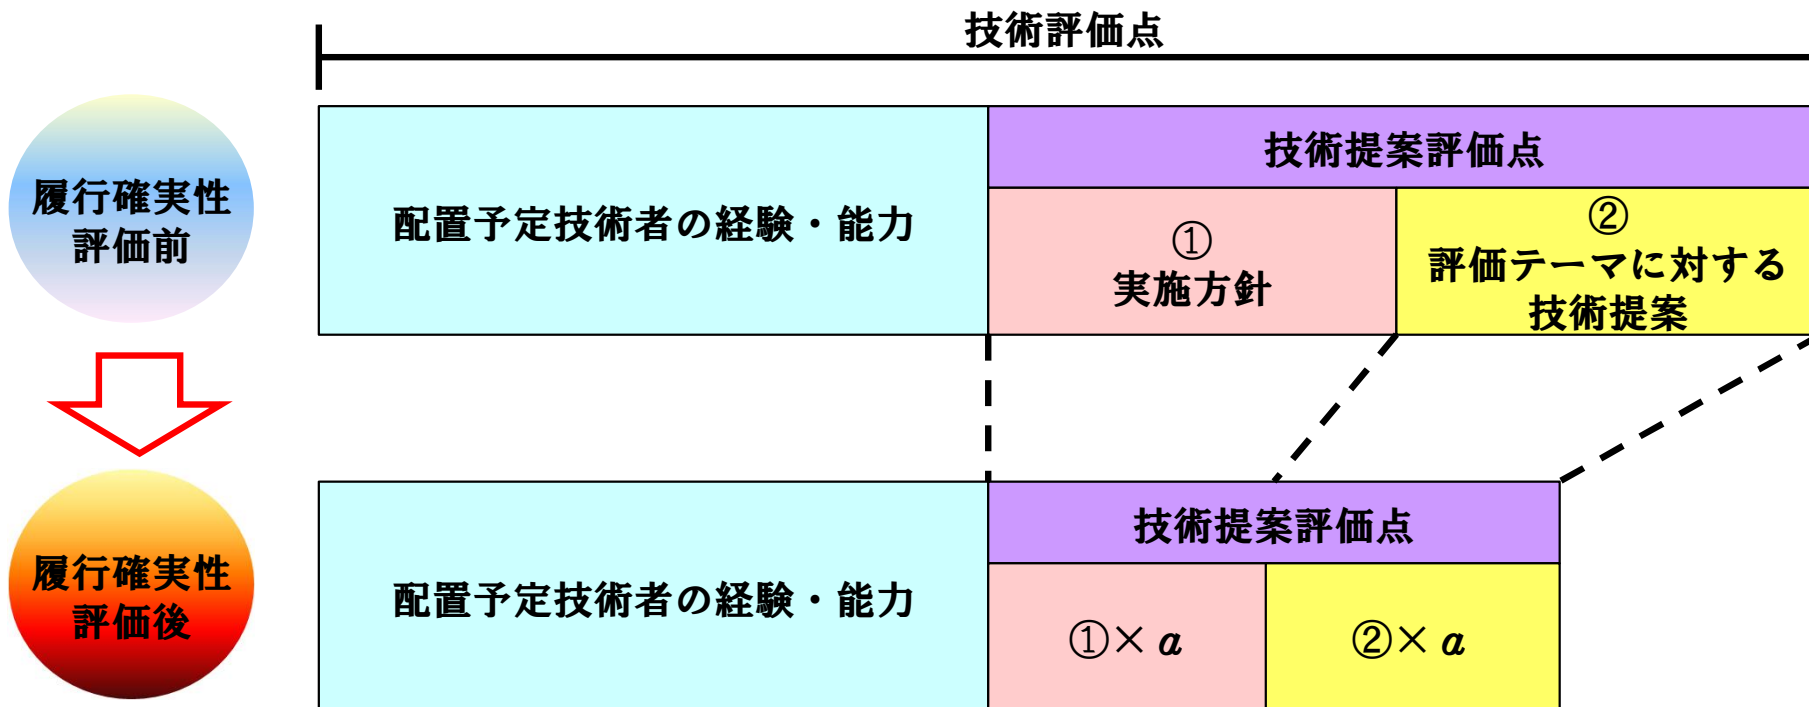 技術評価点
履行確実性
評価前
配置予定技術者の経験・能力
技術提案評価点
①
実施方針
②
評価テーマに対する
技術提案
履行確実性
評価後
配置予定技術者の経験・能力
技術提案評価点
①×a
②×a